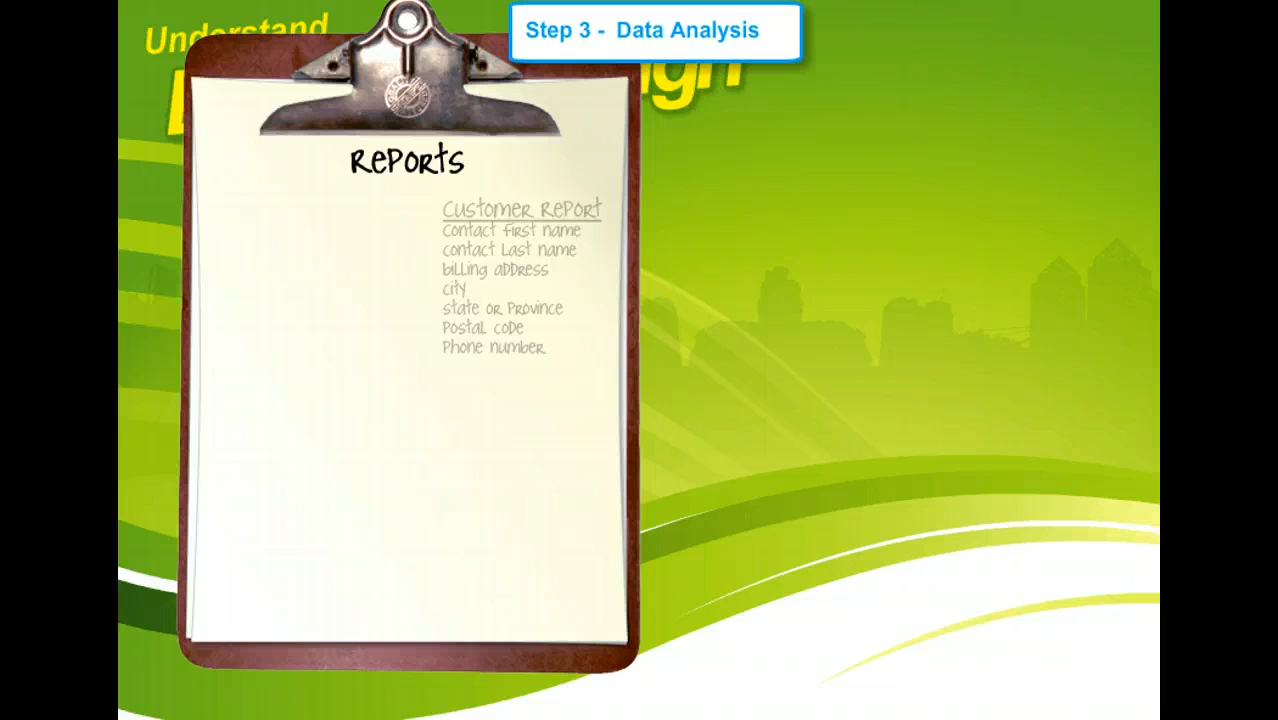 Understand
Step 3 - Data Analysis
Reports
Customer Report
Contact First name
contact Last name
billing address
city
state or Province
Postal code
Phone number